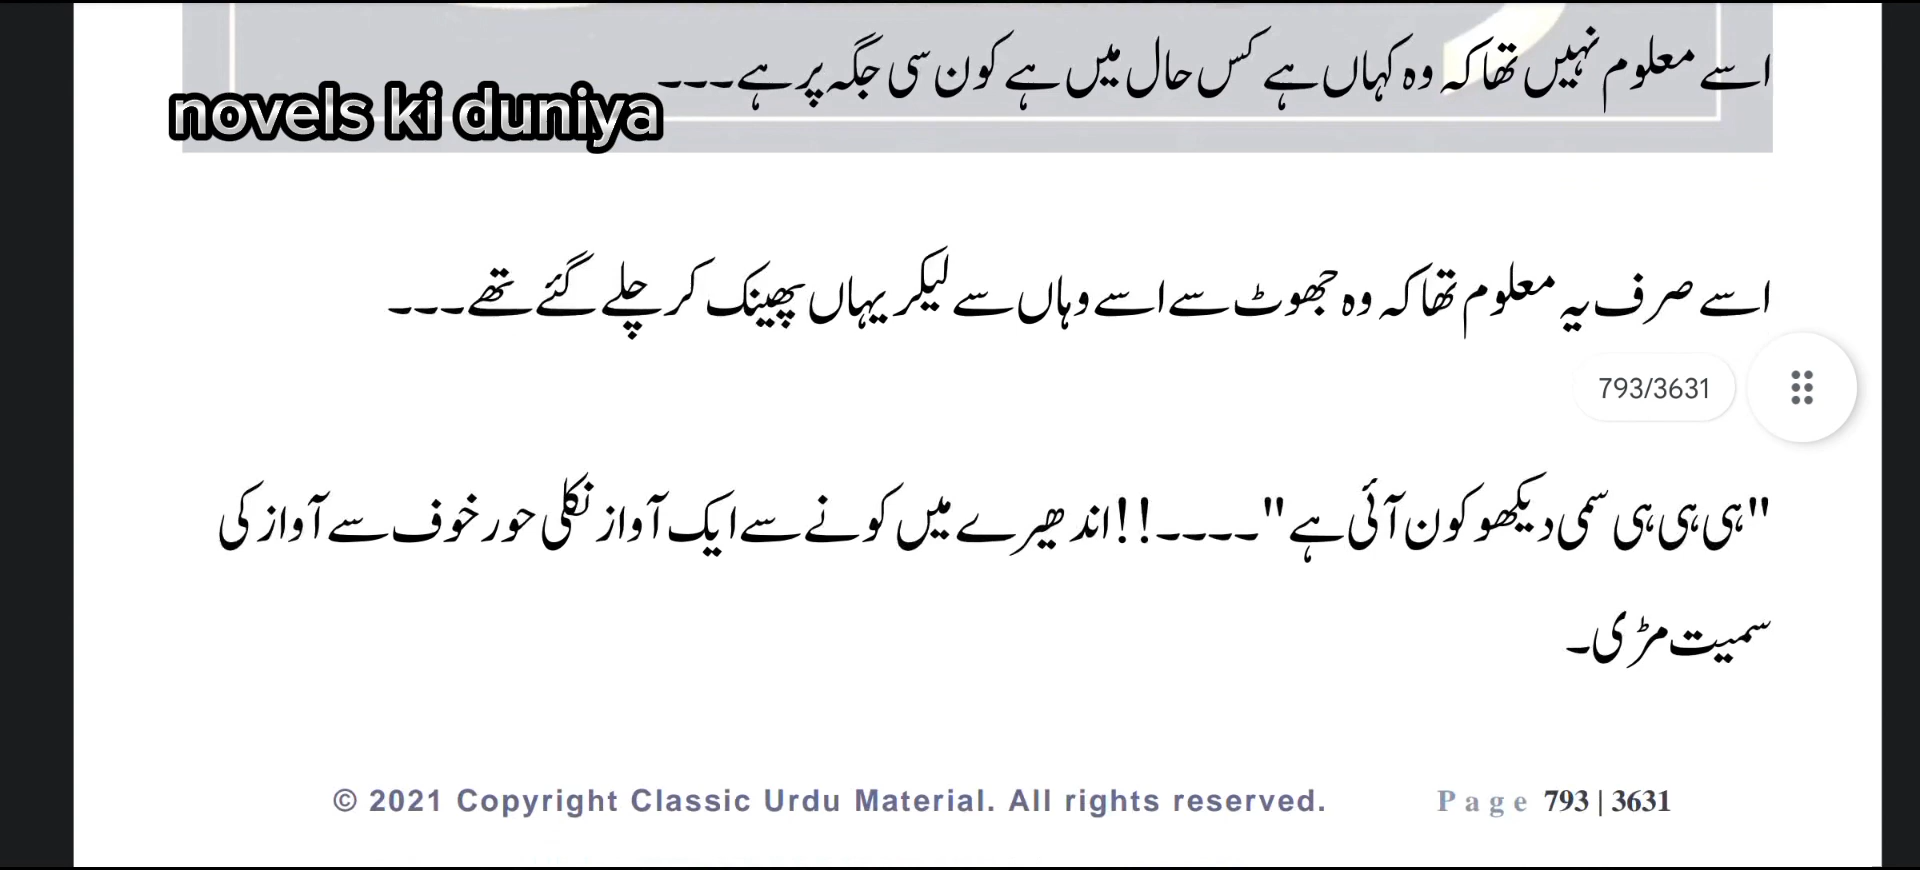 اسے معلوم نہیں تھا کہ وہ کہاں ہے کس حال میں ہے کون سی جگہ پر ہے۔۔۔
novels ki duniya
اسے صرف یہ معلوم تھا کہ وہ جھوٹ سے اسے وہاں سے لیکر یہاں پھینک کر چلے گئے تھے۔۔۔
793/3631
"ہی ہی ہی سمی دیکھو کون آئی ہے"۔۔۔۔!!اندھیرے میں کونے سے ایک آواز نکلی حور خوف سے آواز کی
سمیت مڑی۔
© 2021 Copyright Classic Urdu Material. All rights reserved. Page 793 | 3631